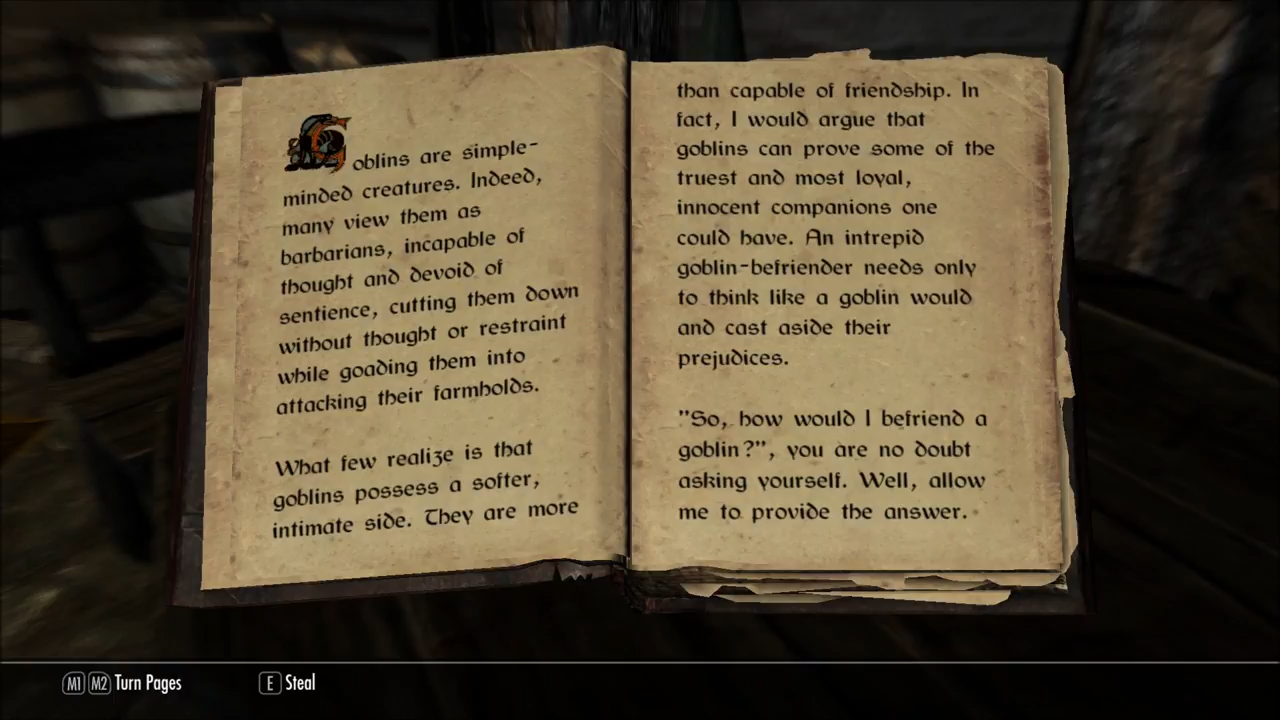 Goblins are simple-
minded creatures. Indeed,
many view them as
barbarians, incapable of
thought and devoid of
sentience, cutting them down
without thought or restraint
while goading them into
attacking their farmholds.
What few realize is that
goblins possess a softer,
intimate side. They are more
than capable of friendship. In
fact, I would argue that
goblins can prove some of the
truest and most loyal,
innocent companions one
could have. An intrepid
goblin-befriender needs only
to think like a goblin would
and cast aside their
prejudices.
"So, how would I befriend a
goblin?", you are no doubt
asking yourself. Well, allow
me to provide the answer.
M1 M2 Turn Pages
E Steal